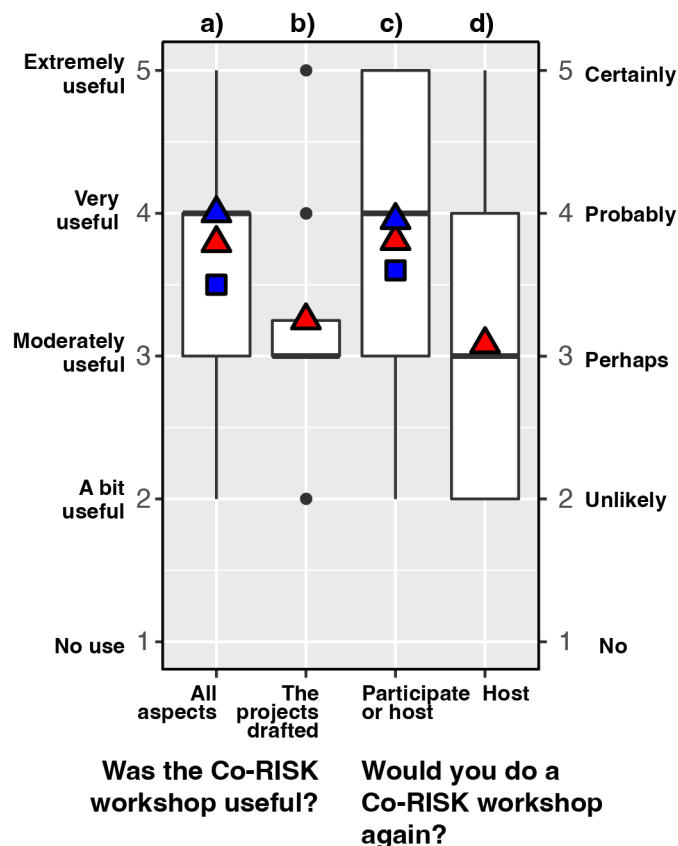 a) b) c) d)
Extremely
useful
5
5
Certainly
Very
useful
4
4
Probably
Moderately
useful
3
3
Perhaps
A bit
useful
2
2
Unlikely
No use
1
1
No
All
aspects
The
projects
drafted
Participate
or host
Host
Was the Co-RISK
workshop useful?
Would you do a
Co-RISK workshop
again?